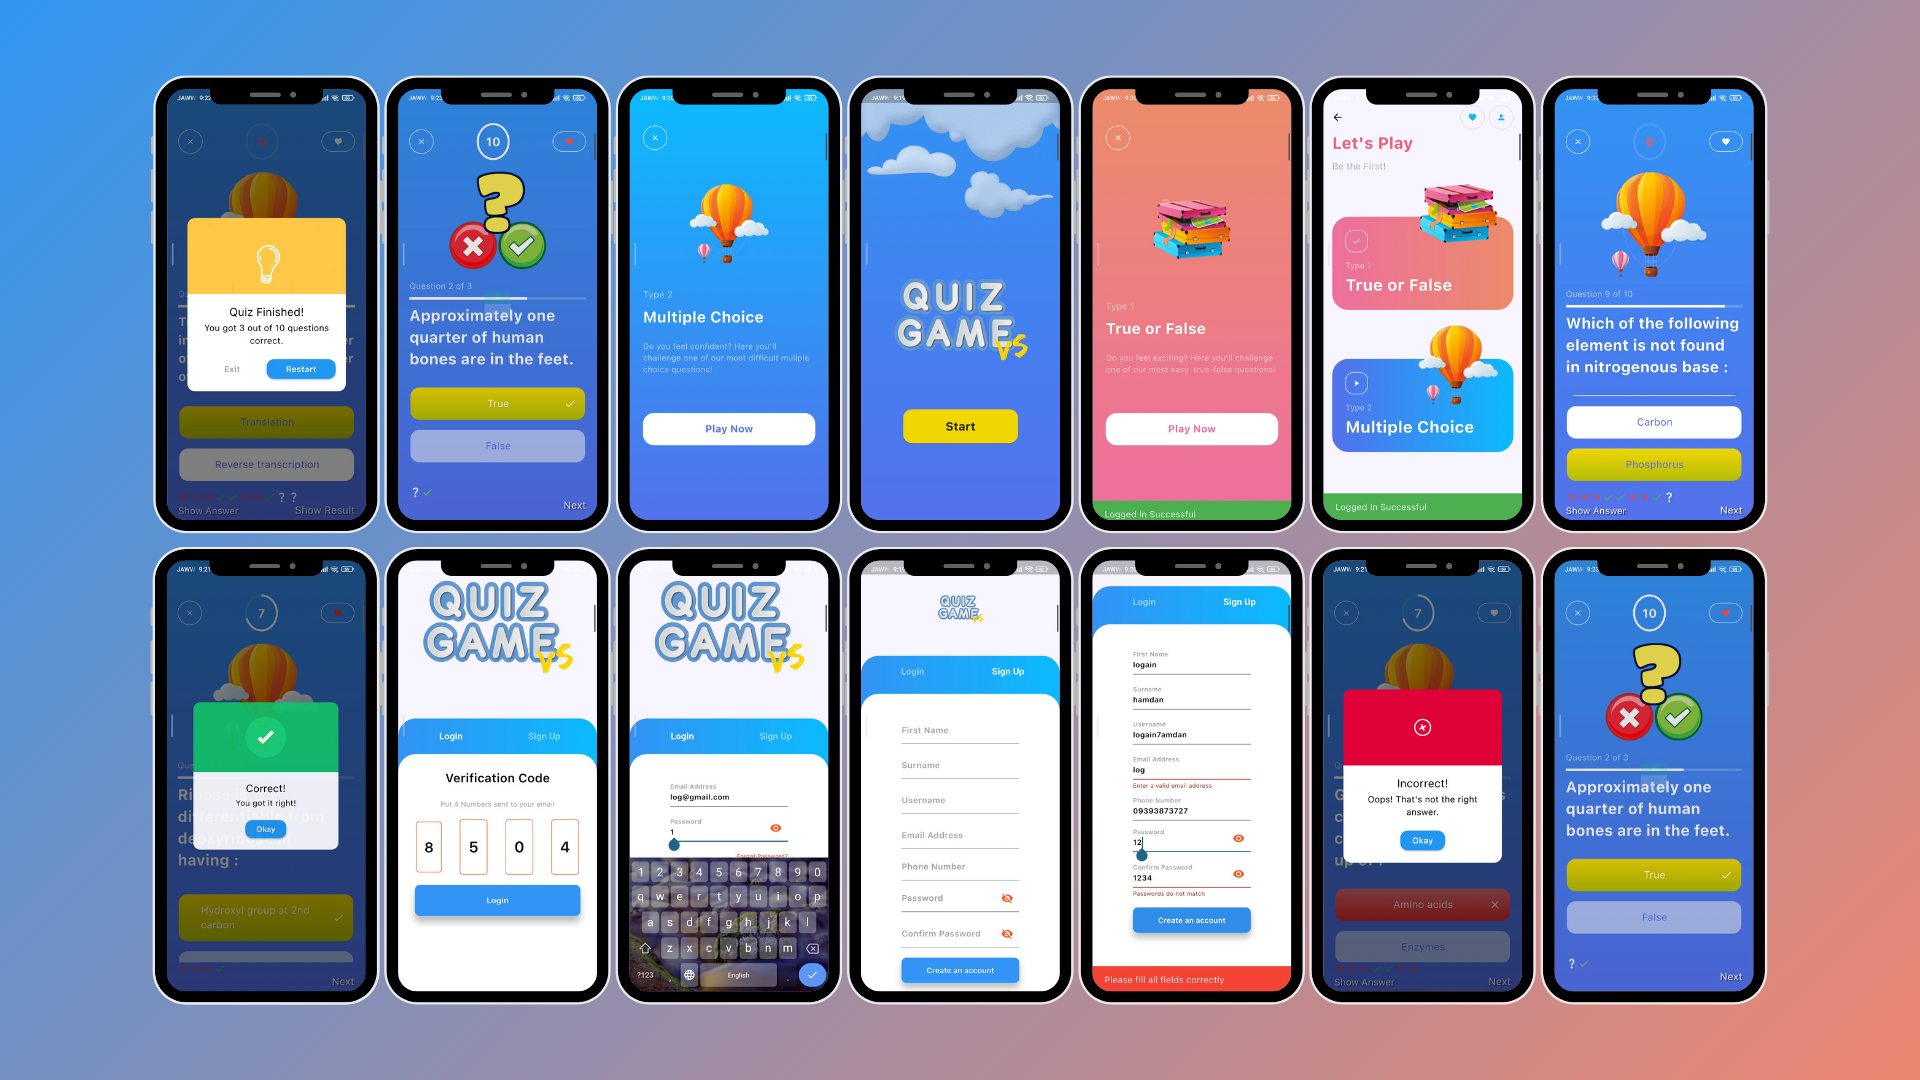 JAWW 9:22
0
Quiz Finished!
You got 3 out of 10 questions
correct.
Exit
Restart
Translation
Reverse transcription
? ?
Show Answer
Show Result
JAWW 9:23
10
?
Question 2 of 3
Approximately one
quarter of human
bones are in the feet.
True
False
?
Next
Type 2
Multiple Choice
Do you feel confident? Here you'll
challenge one of our most difficult muliple
choice questions!
Play Now
QUIZ
GAME
VS
Start
Type 1
True or False
Do you feel exciting? Here you'll challenge
one of our most easy true-false questions!
Play Now
Logged In Successful
Let's Play
Be the First!
Type 1
True or False
Type 2
Multiple Choice
Logged In Successful
0
Question 9 of 10
Which of the following
element is not found
in nitrogenous base :
Carbon
Phosphorus
?
Show Answer
Next
JAWW 9:21
7
Correct!
You got it right!
Okay
having :
Hydroxyl group at 2nd
carbon
Next
QUIZ
GAME
VS
Login
Sign Up
Verification Code
Put 4 Numbers sent to your email
8 5 0 4
Login
QUIZ
GAME
VS
Login
Sign Up
Email Address
log@gmail.com
Password
1
Forgot Password?
1 2 3 4 5 6 7 8 9 0
q w e r t y u i o p
a s d f g h j k l
z x c v b n m
?123
English
QUIZ
GAME
VS
Login
Sign Up
First Name
Surname
Username
Email Address
Phone Number
Password
Confirm Password
Create an account
Login
Sign Up
First Name
logain
Surname
hamdan
Username
logain7amdan
Email Address
log
Enter a valid email address
Phone Number
09393873727
Password
12
Confirm Password
1234
Passwords do not match
Create an account
Please fill all fields correctly
7
Incorrect!
Oops! That's not the right
answer.
Okay
Amino acids
Enzymes
Show Answer
Next
10
?
Question 2 of 3
Approximately one
quarter of human
bones are in the feet.
True
False
?
Next